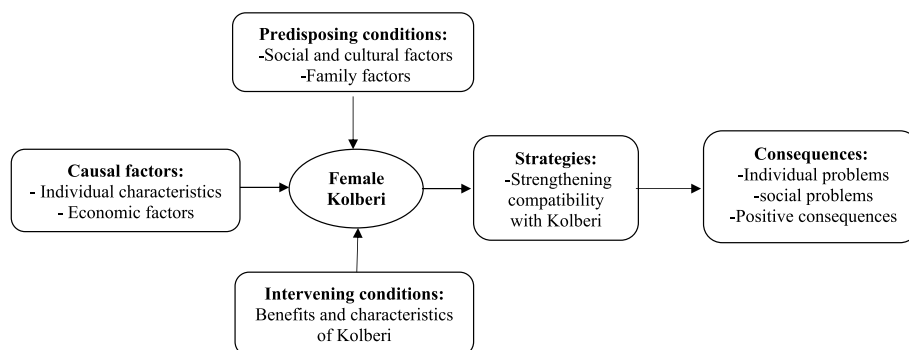 Predisposing conditions:
-Social and cultural factors
-Family factors
Causal factors:
- Individual characteristics
- Economic factors
Female
Kolberi
Strategies:
-Strengthening
compatibility
with Kolberi
Consequences:
-Individual problems
-social problems
-Positive consequences
Intervening conditions:
Benefits and characteristics
of Kolberi